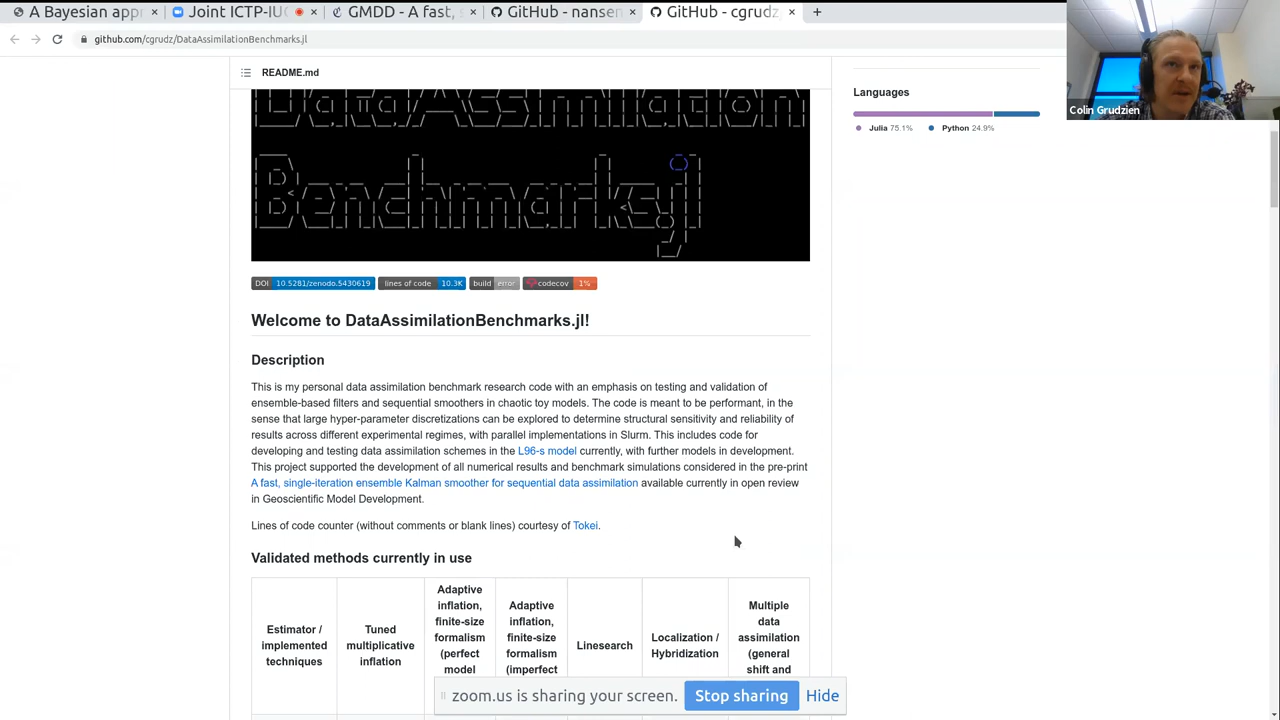 A Bayesian appr
Joint ICTP-IUG
GMDD - A fast, s
GitHub - nansen
GitHub - cgrudz
github.com/cgrudz/DataAssimilationBenchmarks.jl
README.md
DataAssimilation
Benchmarks.jl
DOI 10.5281/zenodo.5430619 lines of code 10.3K build error codecov 1%
Welcome to DataAssimilationBenchmarks.jl!
Description
This is my personal data assimilation benchmark research code with an emphasis on testing and validation of
ensemble-based filters and sequential smoothers in chaotic toy models. The code is meant to be performant, in the
sense that large hyper-parameter discretizations can be explored to determine structural sensitivity and reliability of
results across different experimental regimes, with parallel implementations in Slurm. This includes code for
developing and testing data assimilation schemes in the L96-s model currently, with further models in development.
This project supported the development of all numerical results and benchmark simulations considered in the pre-print
A fast, single-iteration ensemble Kalman smoother for sequential data assimilation available currently in open review
in Geoscientific Model Development.
Lines of code counter (without comments or blank lines) courtesy of Tokei.
Validated methods currently in use
Estimator /
implemented
techniques
Tuned
multiplicative
inflation
Adaptive
inflation,
finite-size
formalism
(perfect
model
Adaptive
inflation,
finite-size
formalism
(imperfect
Linesearch
Localization /
Hybridization
Multiple
data
assimilation
(general
shift and
Languages
Julia 75.1% Python 24.9%
Colin Grudzien
zoom.us is sharing your screen. Stop sharing Hide